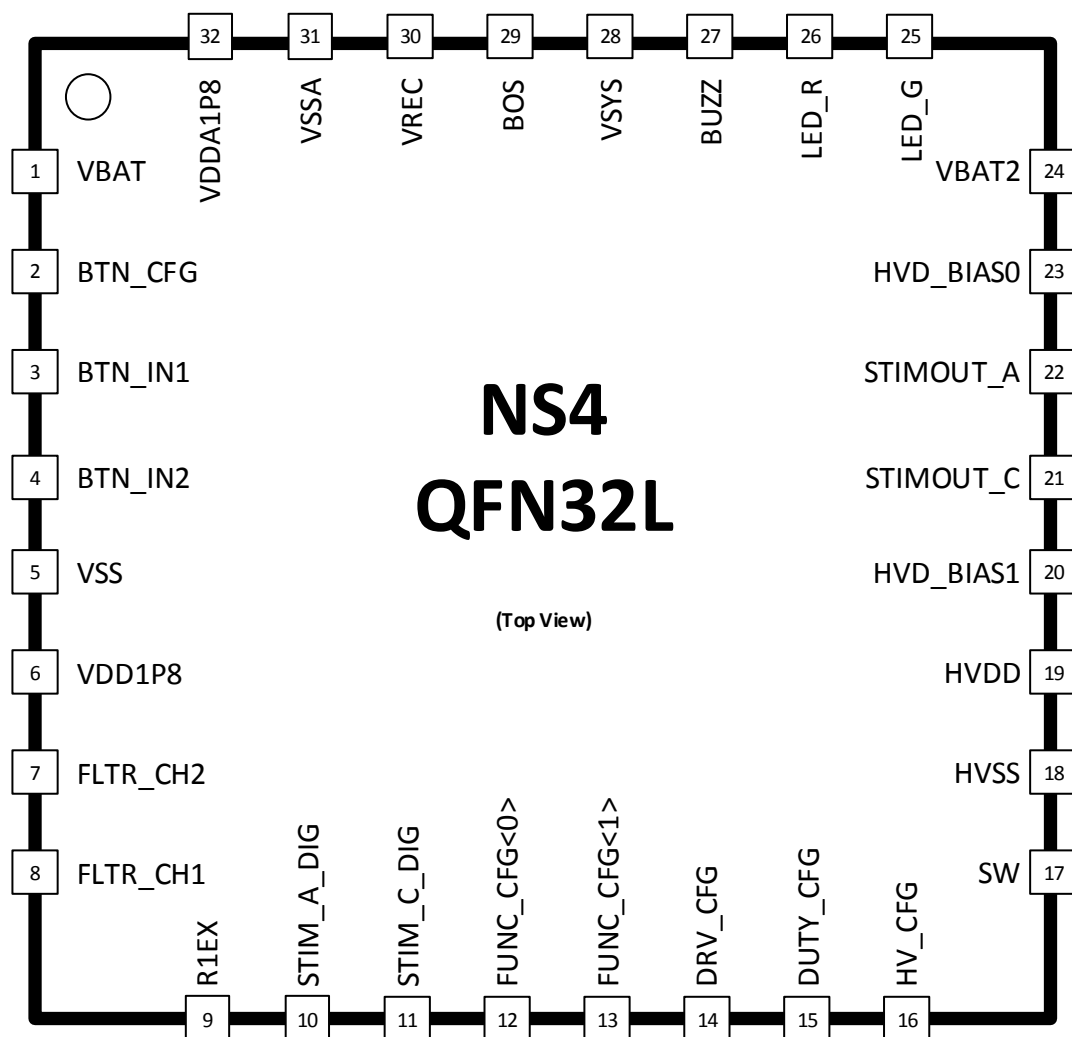 32
31
30
29
28
27
26
25
VDDA1P8
VSSA
VREC
BOS
VSYS
BUZZ
LED_R
LED_G
1 VBAT
VBAT2 24
2 BTN_CFG
HVD_BIAS0 23
3 BTN_IN1
STIMOUT_A 22
4 BTN_IN2
STIMOUT_C 21
5 VSS
HVD_BIAS1 20
6 VDD1P8
HVDD 19
7 FLTR_CH2
HVSS 18
8 FLTR_CH1
SW 17
NS4
QFN32L
(Top View)
R1EX
STIM_A_DIG
STIM_C_DIG
FUNC_CFG<0>
FUNC_CFG<1>
DRV_CFG
DUTY_CFG
HV_CFG
9
10
11
12
13
14
15
16